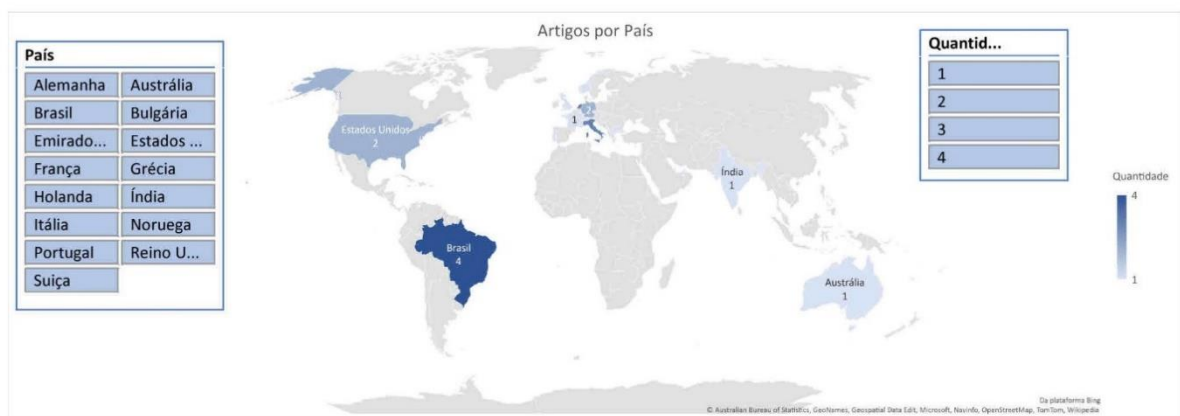 Artigos por País
País
Alemanha Austrália
Brasil Bulgária
Emirado... Estados ...
França Grécia
Holanda Índia
Itália Noruega
Portugal Reino U...
Suiça
Estados Unidos
2
1
2
Índia
1
Brasil
4
Austrália
1
Quantid...
1
2
3
4
Quantidade
4
1
Da plataforma Bing
© Australian Bureau of Statistics, GeoNames, Geospatial Data Edit, Microsoft, Navinfo, OpenStreetMap, TomTom, Wikipedia